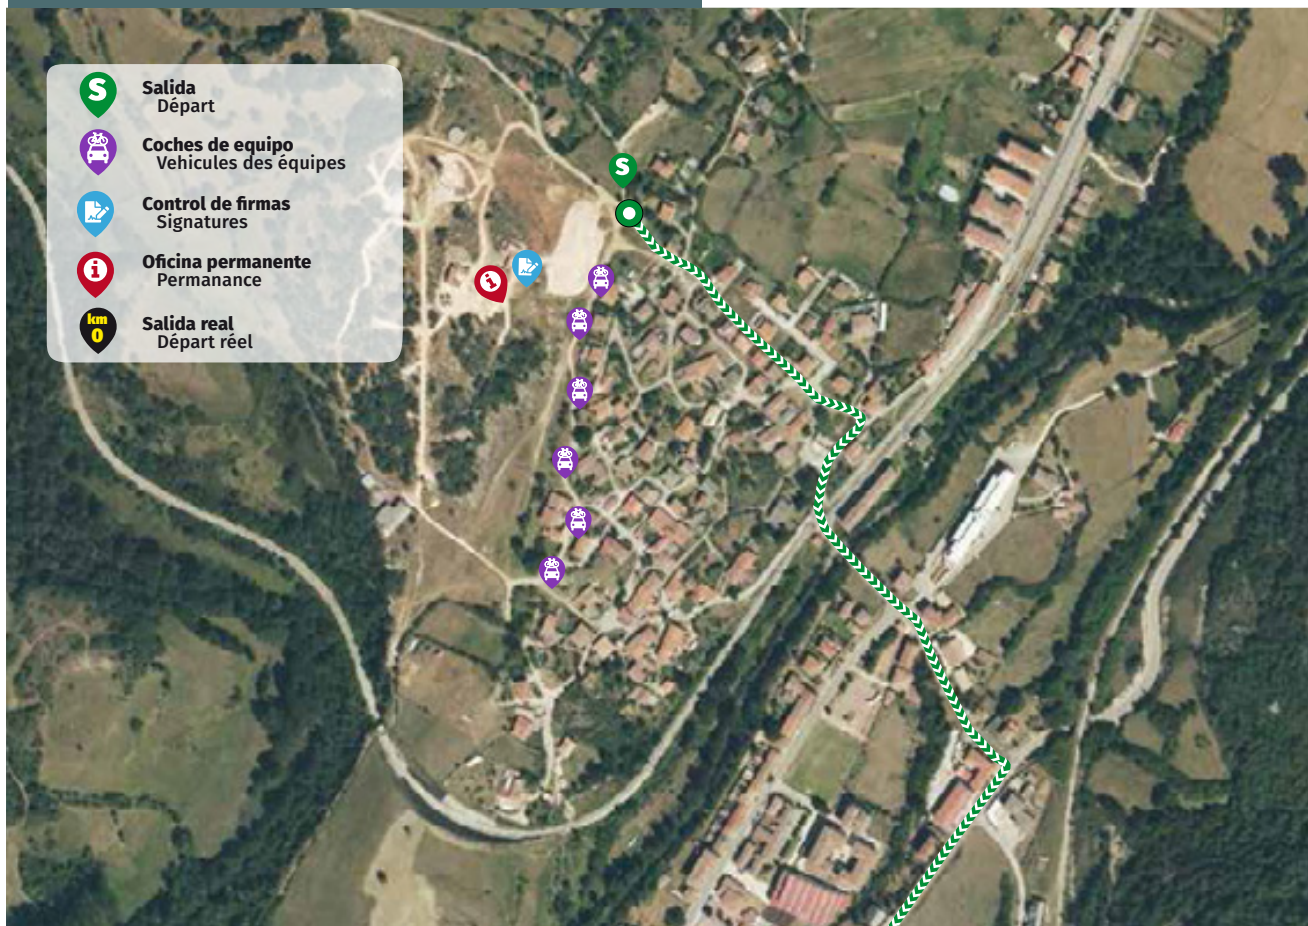 S
Salida
Départ
Coches de equipo
Vehicules des équipes
Control de firmas
Signatures
i
Oficina permanente
Permanance
km
0
Salida real
Départ réel
S
i